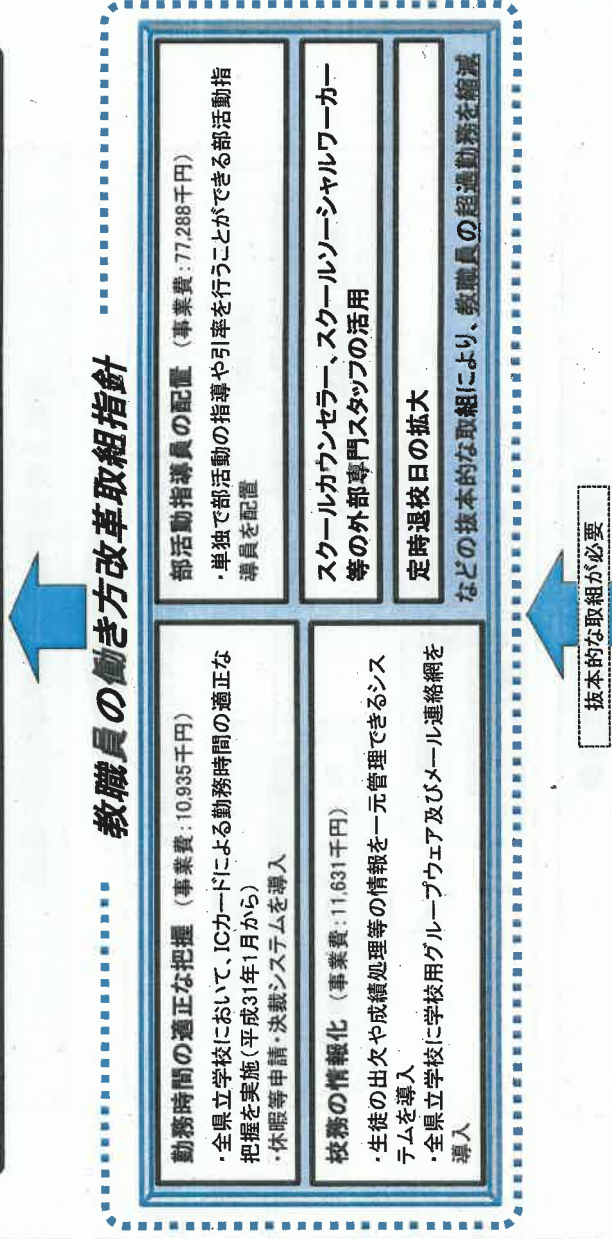 教職員の働き方改革取組指針
勤務時間の適正な把握 (事業費:10,935千円)
・全県立学校において、ICカードによる勤務時間の適正な
把握を実施(平成31年1月から)
・休暇等申請・決裁システムを導入
校務の情報化 (事業費:11,631千円)
・生徒の出欠や成績処理等の情報を一元管理できるシス
テムを導入
・全県立学校に学校用グループウェア及びメール連絡網を
導入
部活動指導員の配置 (事業費:77,288千円)
・単独で部活動の指導や引率を行うことができる部活動指
導員を配置
スクールカウンセラー、スクールソーシャルワーカー
等の外部専門スタッフの活用
定時退校日の拡大
などの抜本的な取組により、教職員の超過勤務を縮減
抜本的な取組が必要